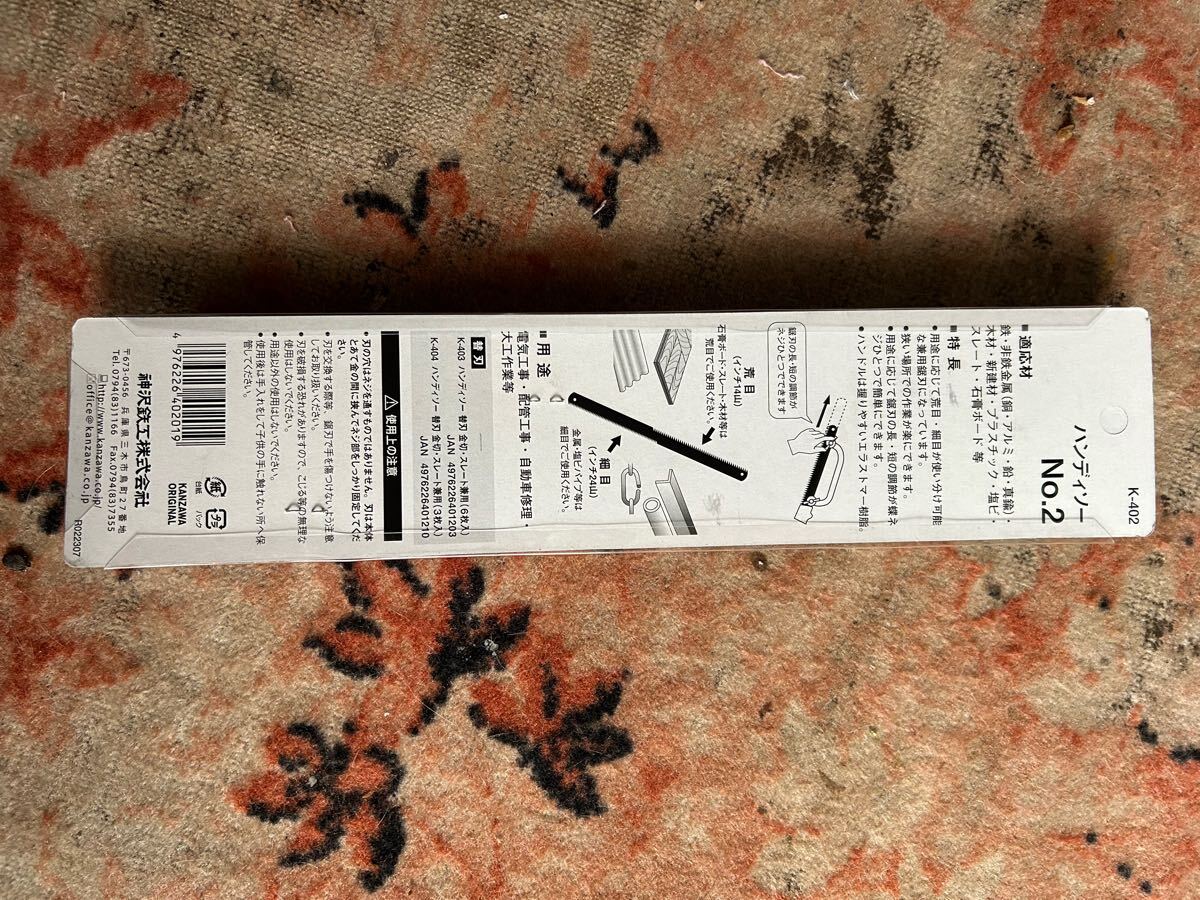 K-402
ハンディソー
No.2
■適応材
鉄・非鉄金属(銅・アルミ・鉛・真鍮)・
木材・新建材・プラスチック・塩ビ・
スレート・石膏ボード等
■特長
•用途に応じて荒目・細目が使い分け可能
な兼用鋸刃になっています。
•狭い場所での作業が楽にできます。
•用途に応じて鋸刃の長・短の調節が蝶ネ
ジひとつで簡単にできます。
•ハンドルは握りやすいエラストマー樹脂。
鋸刃の長・短の調節が
ネジひとつでできます
荒目
(インチ14山)
石膏ボード・スレート・木材等は
荒目でご使用ください。
細目
(インチ24山)
金属・塩ビパイプ等は
細目でご使用ください。
■用途
電気工事・配管工事・自動車修理・
大工作業等
替刃
K-403 ハンディソー 替刃 金切・スレート兼用(6枚入)
JAN 4976226401203
K-404 ハンディソー 替刃 金切・スレート兼用(3枚入)
JAN 4976226401210
⚠使用上の注意
•刃の穴はネジを通すものではありません。刃は本体
とあて金の間に挟んでネジ部をしっかり固定してくだ
さい。
•刃を交換する際等、鋸刃で手を傷つけないよう注意
してお取り扱いください。
•刃を破損する恐れがありますので、こじる等の無理な
使用はしないでください。
•用途以外の使用はしないでください。
•使用後は手入れをして子供の手に触れない所へ保
管してください。
4 976226 402019
紙
台紙
プラ
パック
KANZAWA
ORIGINAL
神沢鉄工株式会社
〒673-0456 兵庫県三木市鳥町27番地
Tel.0794(83)1166 Fax.0794(83)7355
http://www.kanzawa.co.jp/
office@kanzawa.co.jp
R022307